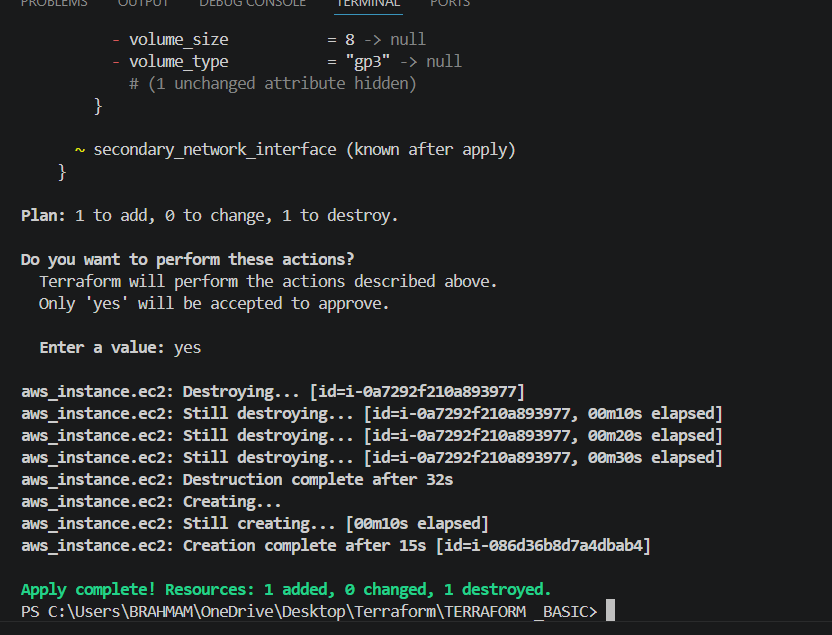 PROBLEMS OUTPUT DEBUG CONSOLE TERMINAL PORTS
- volume_size = 8 -> null
- volume_type = "gp3" -> null
# (1 unchanged attribute hidden)
}
~ secondary_network_interface (known after apply)
}
Plan: 1 to add, 0 to change, 1 to destroy.
Do you want to perform these actions?
Terraform will perform the actions described above.
Only 'yes' will be accepted to approve.
Enter a value: yes
aws_instance.ec2: Destroying... [id=i-0a7292f210a893977]
aws_instance.ec2: Still destroying... [id=i-0a7292f210a893977, 00m10s elapsed]
aws_instance.ec2: Still destroying... [id=i-0a7292f210a893977, 00m20s elapsed]
aws_instance.ec2: Still destroying... [id=i-0a7292f210a893977, 00m30s elapsed]
aws_instance.ec2: Destruction complete after 32s
aws_instance.ec2: Creating...
aws_instance.ec2: Still creating... [00m10s elapsed]
aws_instance.ec2: Creation complete after 15s [id=i-086d36b8d7a4dbab4]
Apply complete! Resources: 1 added, 0 changed, 1 destroyed.
PS C:\Users\BRAHMAM\OneDrive\Desktop\Terraform\TERRAFORM _BASIC>